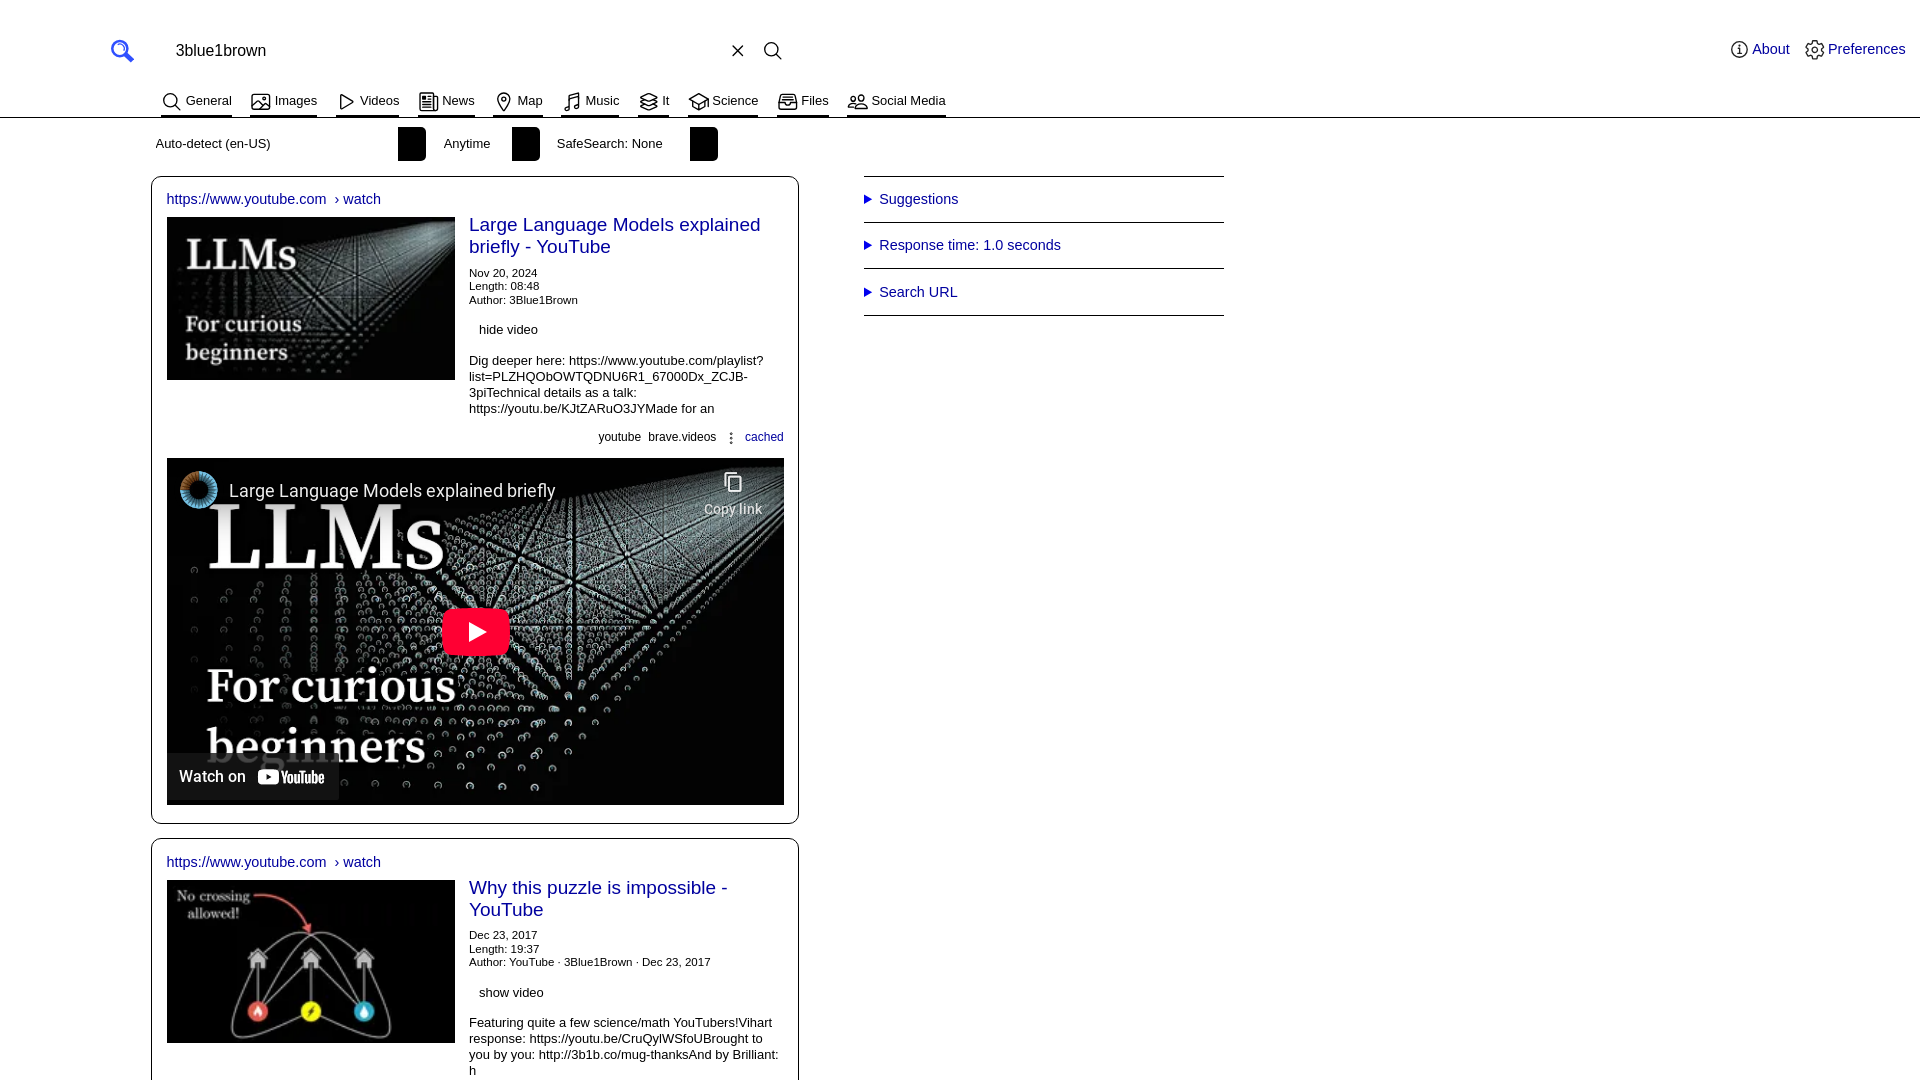 3blue1brown
About
Preferences
General
Images
Videos
News
Map
Music
It
Science
Files
Social Media
Auto-detect (en-US)
Anytime
SafeSearch: None
https://www.youtube.com › watch
LLMs
For curious
beginners
Large Language Models explained
briefly - YouTube
Nov 20, 2024
Length: 08:48
Author: 3Blue1Brown
hide video
Dig deeper here: https://www.youtube.com/playlist?
list=PLZHQObOWTQDNU6R1_67000Dx_ZCJB-
3piTechnical details as a talk:
https://youtu.be/KJtZARuO3JYMade for an
youtube brave.videos cached
Large Language Models explained briefly
Copy link
LLMs
For curious
beginners
Watch on YouTube
https://www.youtube.com › watch
No crossing
allowed!
Why this puzzle is impossible -
YouTube
Dec 23, 2017
Length: 19:37
Author: YouTube · 3Blue1Brown · Dec 23, 2017
show video
Featuring quite a few science/math YouTubers!Vihart
response: https://youtu.be/CruQylWSfoUBrought to
you by you: http://3b1b.co/mug-thanksAnd by Brilliant:
h
Suggestions
Response time: 1.0 seconds
Search URL